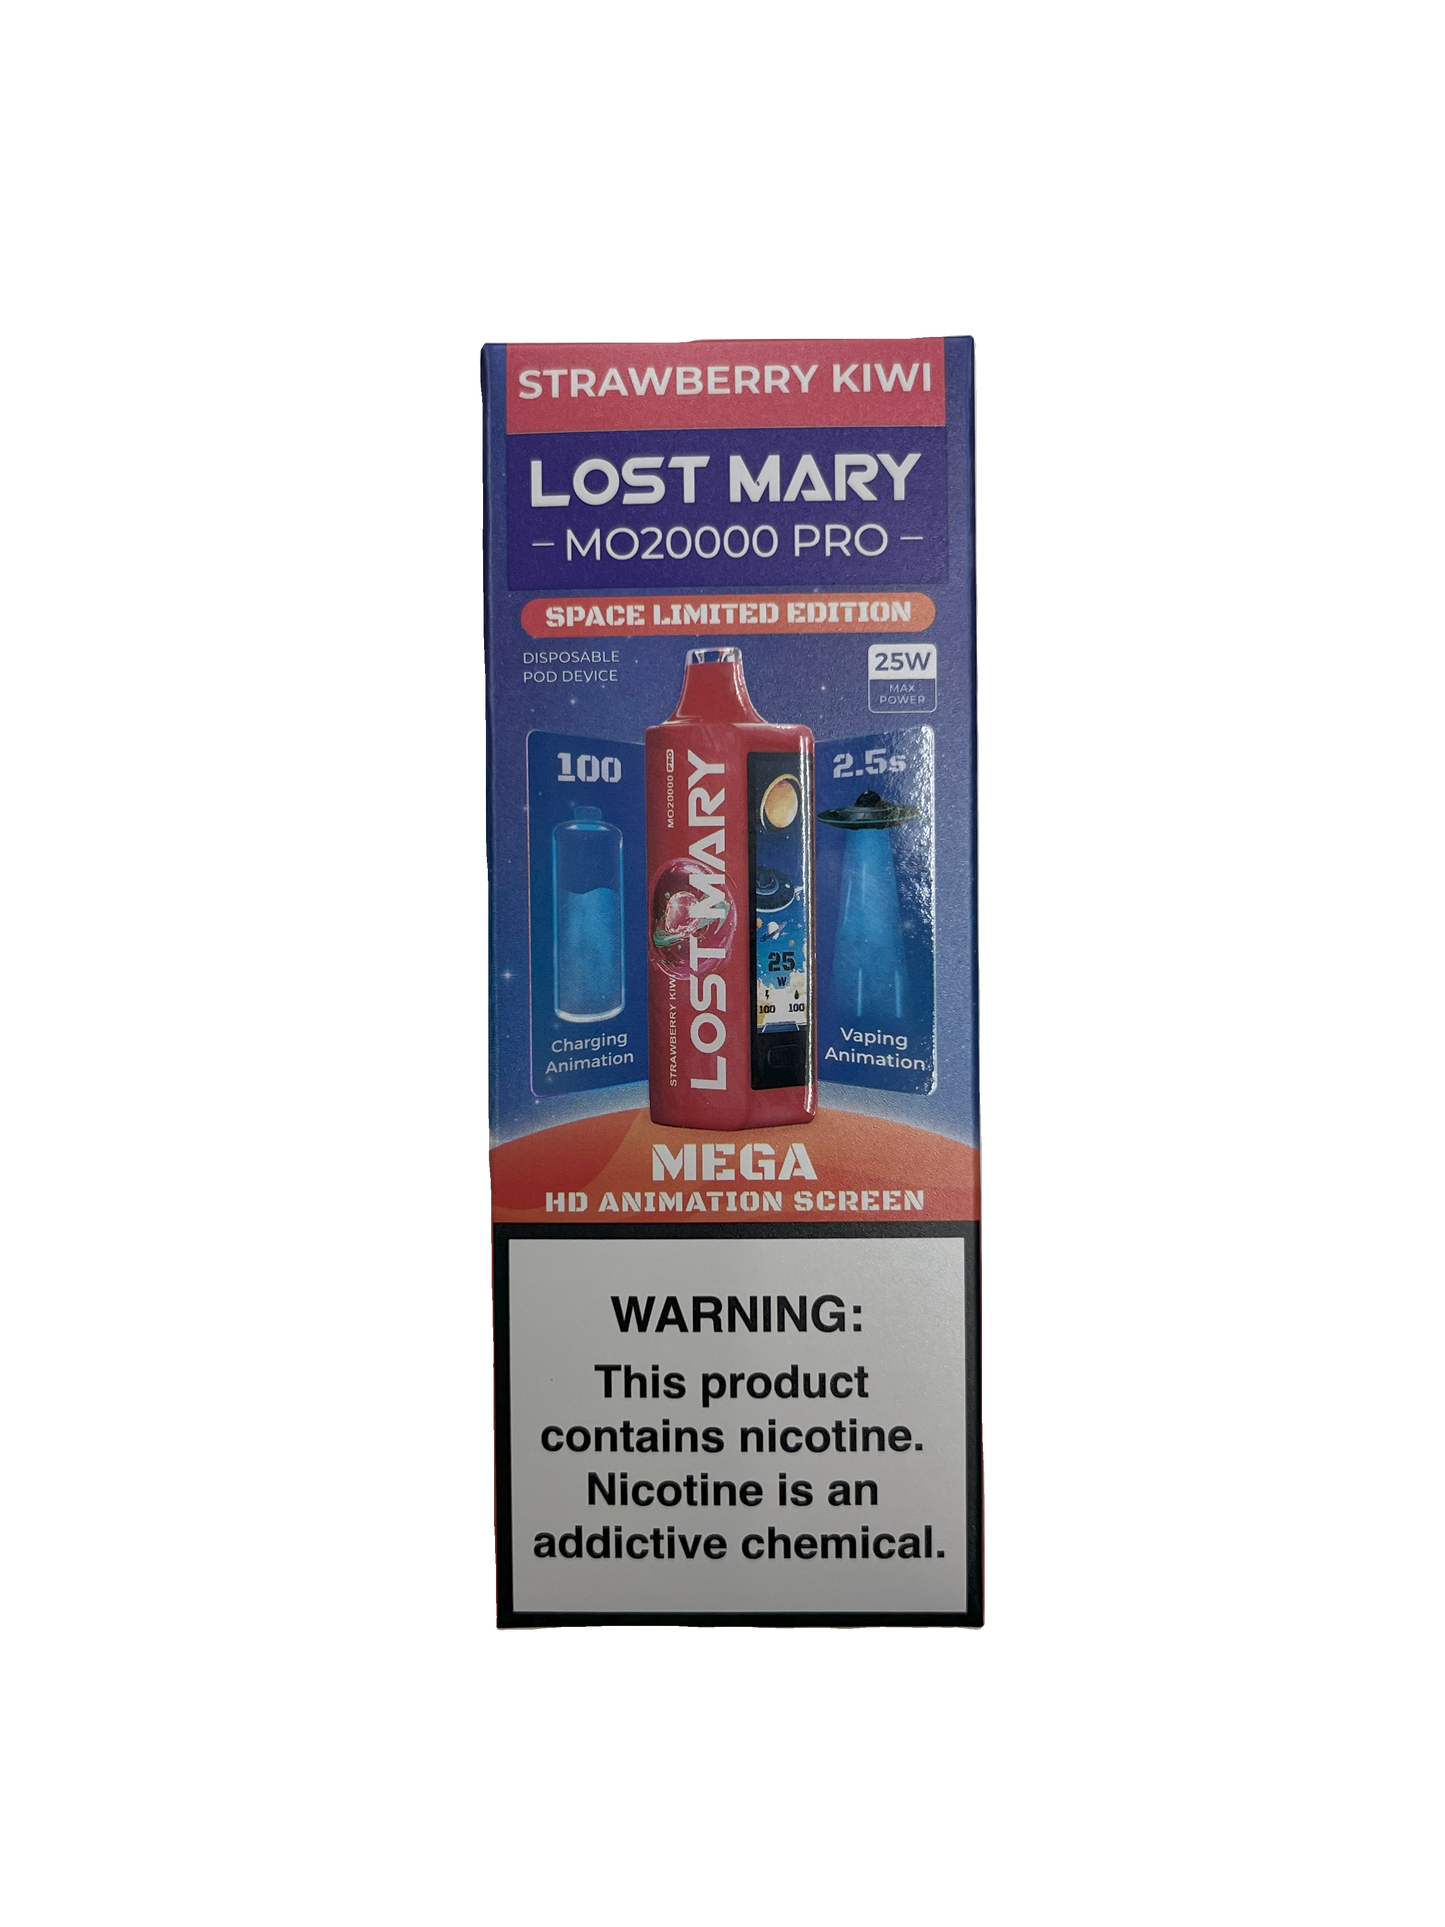 STRAWBERRY KIWI
LOST MARY
– MO20000 PRO –
SPACE LIMITED EDITION
DISPOSABLE
POD DEVICE
25W
MAX
POWER
100
Charging
Animation
MO20000 PRO
LOST MARY
STRAWBERRY KIWI
25
W
100 100
2.5s
Vaping
Animation
MEGA
HD ANIMATION SCREEN
WARNING:
This product
contains nicotine.
Nicotine is an
addictive chemical.